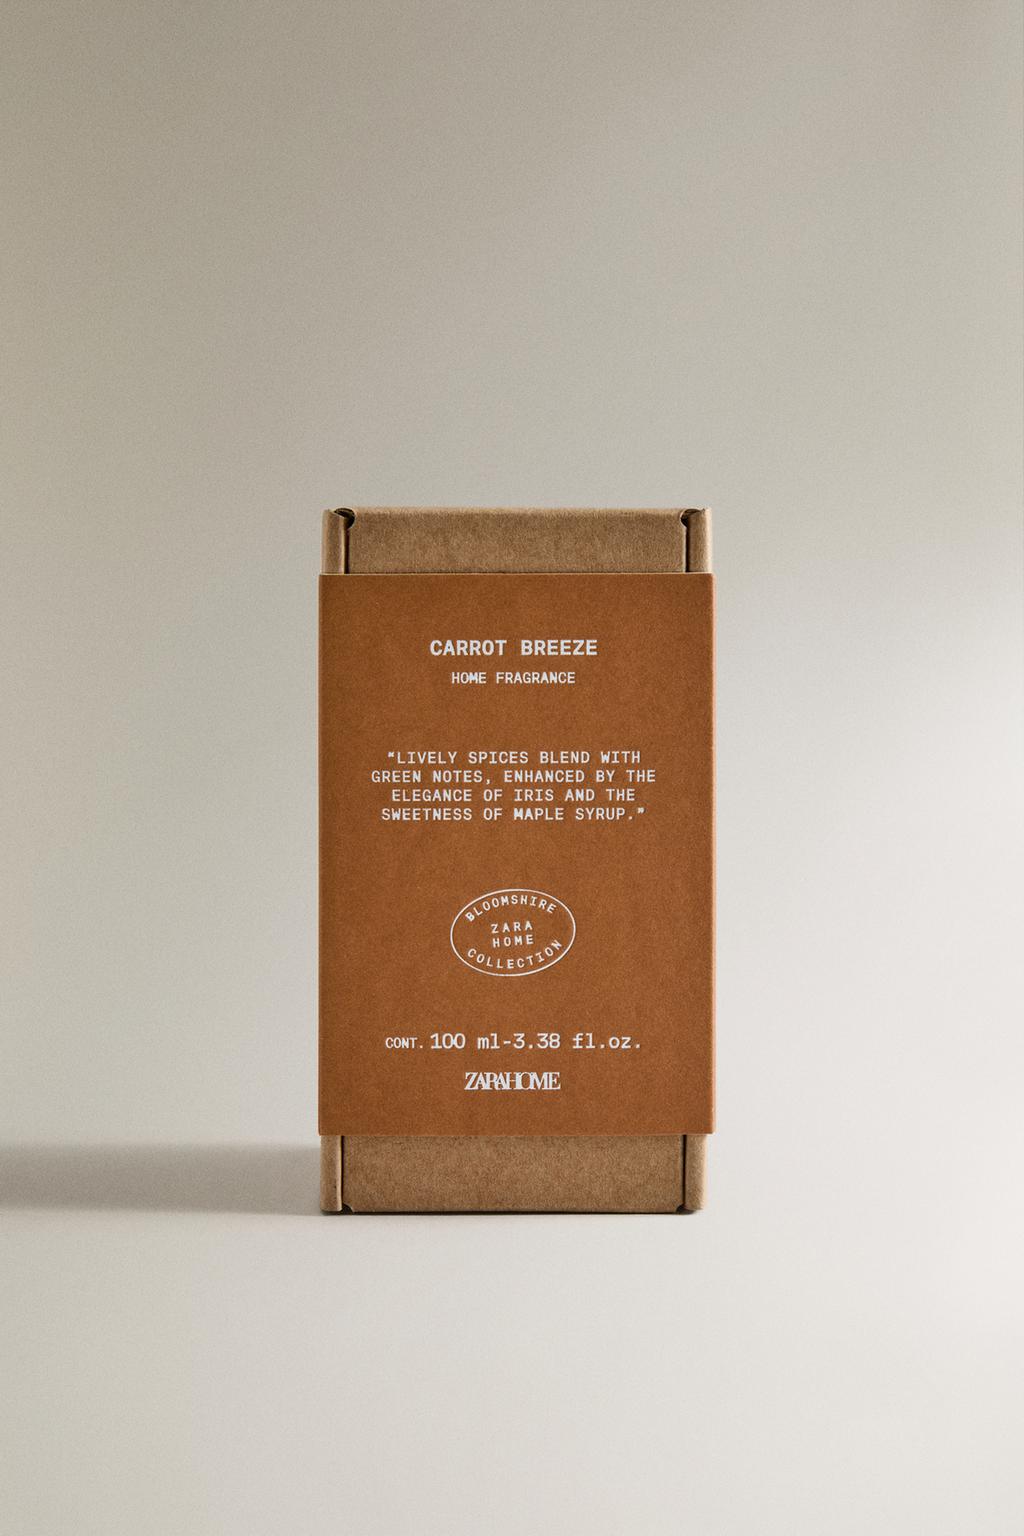 CARROT BREEZE
HOME FRAGRANCE
“LIVELY SPICES BLEND WITH
GREEN NOTES, ENHANCED BY THE
ELEGANCE OF IRIS AND THE
SWEETNESS OF MAPLE SYRUP.”
BLOOMSHIRE
ZARA
HOME
COLLECTION
CONT. 100 ml-3.38 fl.oz.
ZARAHOME